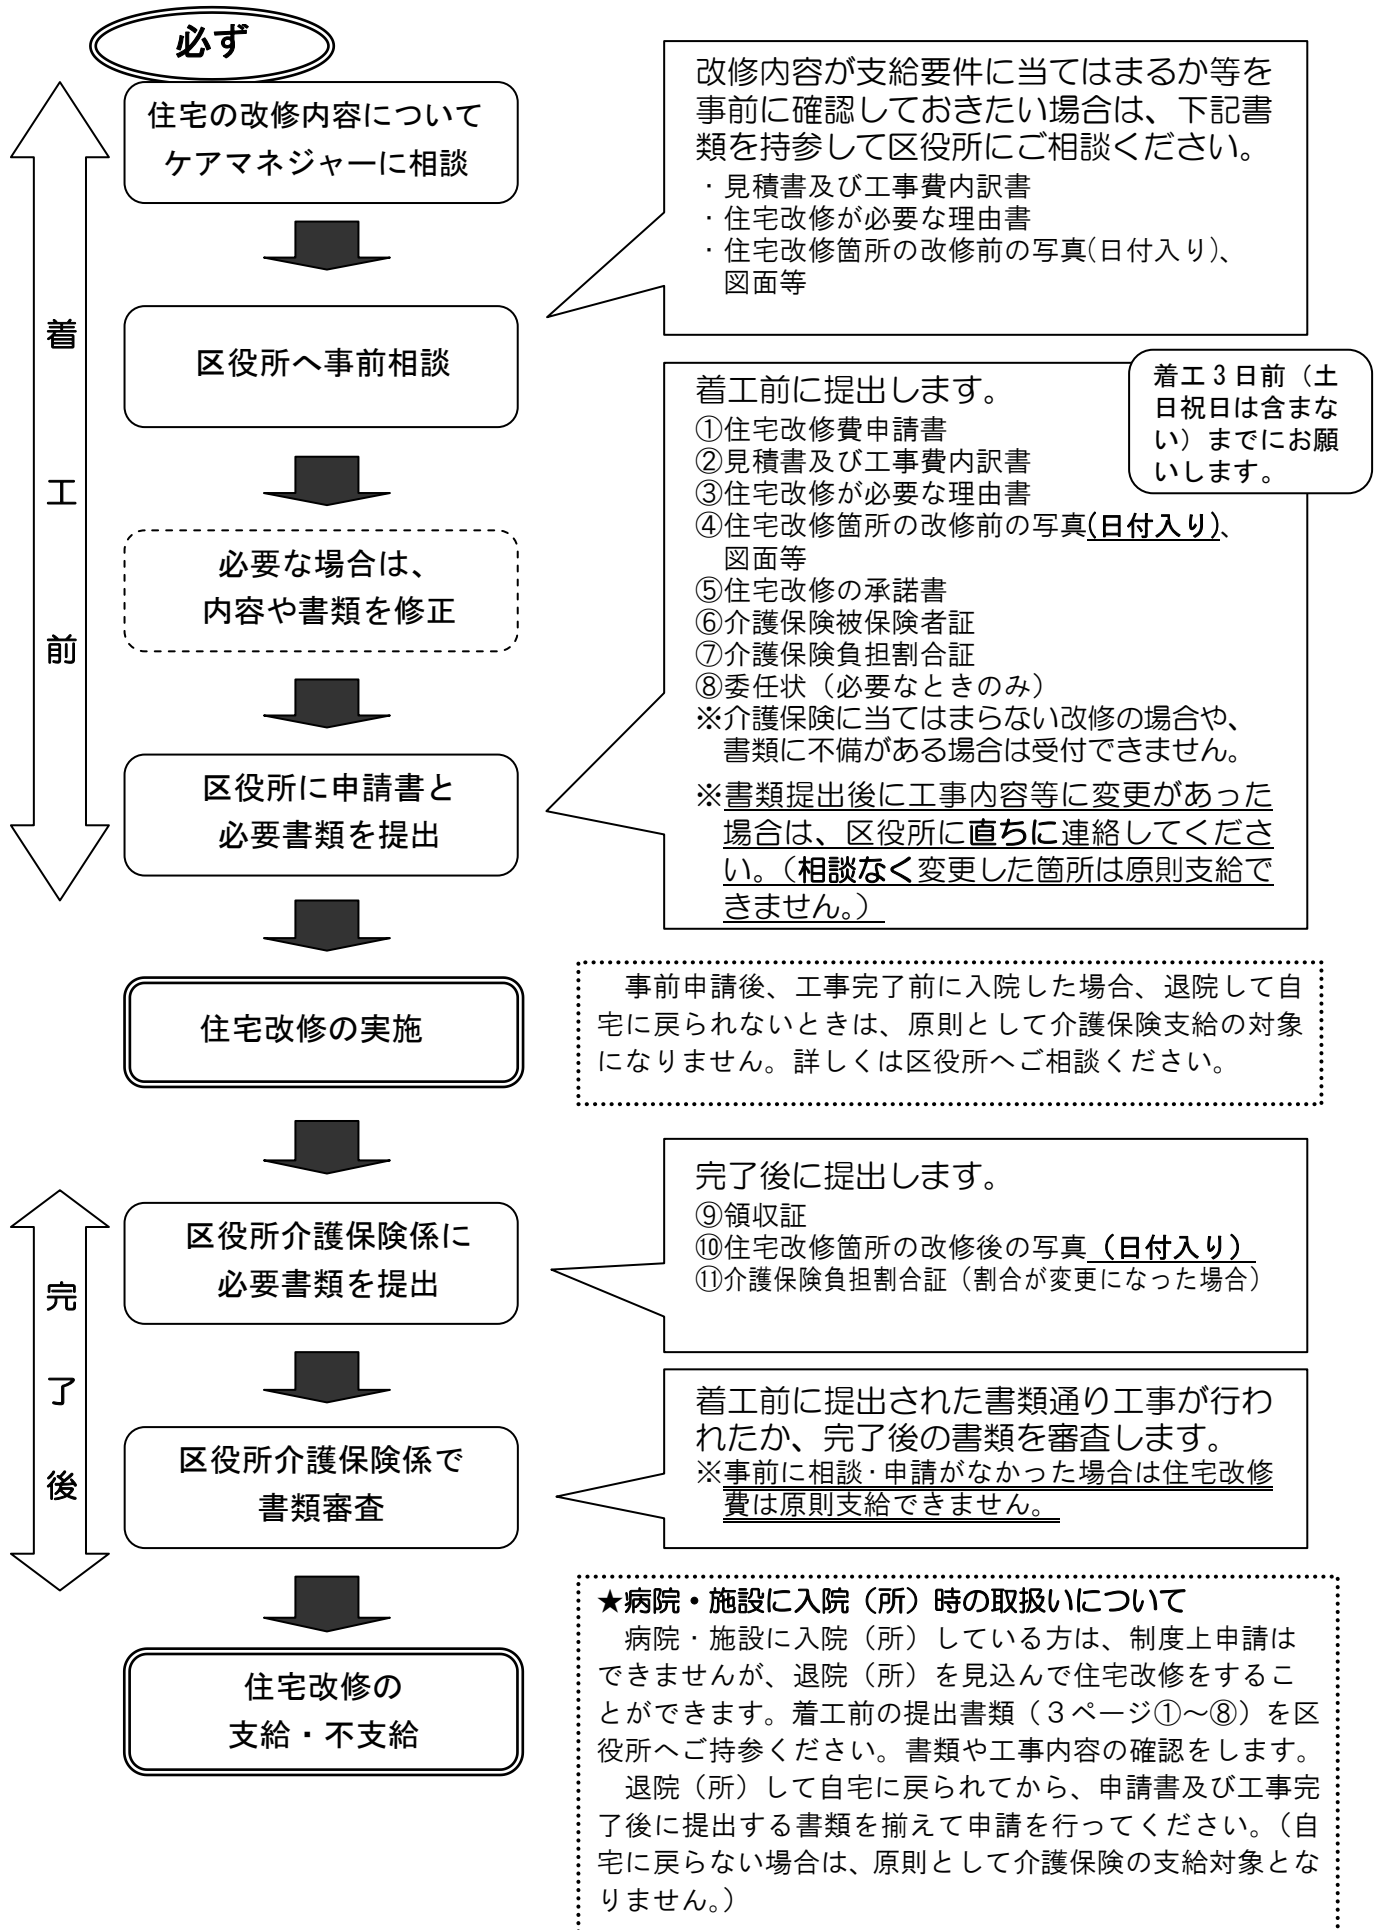 必ず
住宅の改修内容について
ケアマネジャーに相談
改修内容が支給要件に当てはまるか等を
事前に確認しておきたい場合は、下記書
類を持参して区役所にご相談ください。
・見積書及び工事費内訳書
・住宅改修が必要な理由書
・住宅改修箇所の改修前の写真(日付入り)、
図面等
着
工
前
区役所へ事前相談
必要な場合は、
内容や書類を修正
区役所に申請書と
必要書類を提出
着工前に提出します。
着工3日前（土
日祝日は含まな
い）までにお願
いします。
①住宅改修費申請書
②見積書及び工事費内訳書
③住宅改修が必要な理由書
④住宅改修箇所の改修前の写真(日付入り)、
図面等
⑤住宅改修の承諾書
⑥介護保険被保険者証
⑦介護保険負担割合証
⑧委任状（必要なときのみ）
※介護保険に当てはまらない改修の場合や、
書類に不備がある場合は受付できません。
※書類提出後に工事内容等に変更があった
場合は、区役所に直ちに連絡してくださ
い。（相談なく変更した箇所は原則支給で
きません。）
住宅改修の実施
事前申請後、工事完了前に入院した場合、退院して自
宅に戻られないときは、原則として介護保険支給の対象
になりません。詳しくは区役所へご相談ください。
完
了
後
区役所介護保険係に
必要書類を提出
完了後に提出します。
⑨領収証
⑩住宅改修箇所の改修後の写真（日付入り）
⑪介護保険負担割合証（割合が変更になった場合）
区役所介護保険係で
書類審査
着工前に提出された書類通り工事が行わ
れたか、完了後の書類を審査します。
※事前に相談・申請がなかった場合は住宅改修
費は原則支給できません。
住宅改修の
支給・不支給
★病院・施設に入院（所）時の取扱いについて
病院・施設に入院（所）している方は、制度上申請は
できませんが、退院（所）を見込んで住宅改修をするこ
とができます。着工前の提出書類（３ページ①～⑧）を区
役所へご持参ください。書類や工事内容の確認をします。
退院（所）して自宅に戻られてから、申請書及び工事完
了後に提出する書類を揃えて申請を行ってください。（自
宅に戻らない場合は、原則として介護保険の支給対象とな
りません。）